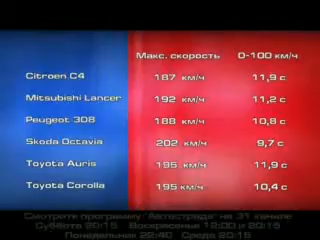 Макс. скорость 0-100 км/ч
Citroen C4 187 км/ч 11,9 с
Mitsubishi Lancer 192 км/ч 11,2 с
Peugeot 308 188 км/ч 10,8 с
Skoda Octavia 202 км/ч 9,7 с
Toyota Auris 195 км/ч 11,9 с
Toyota Corolla 195 км/ч 10,4 с
Смотрите программу "Автострада" на 31 канале
Суббота 20:15 Воскресенье 12:00 и 20:15
Понедельник 22:40 Среда 20:15